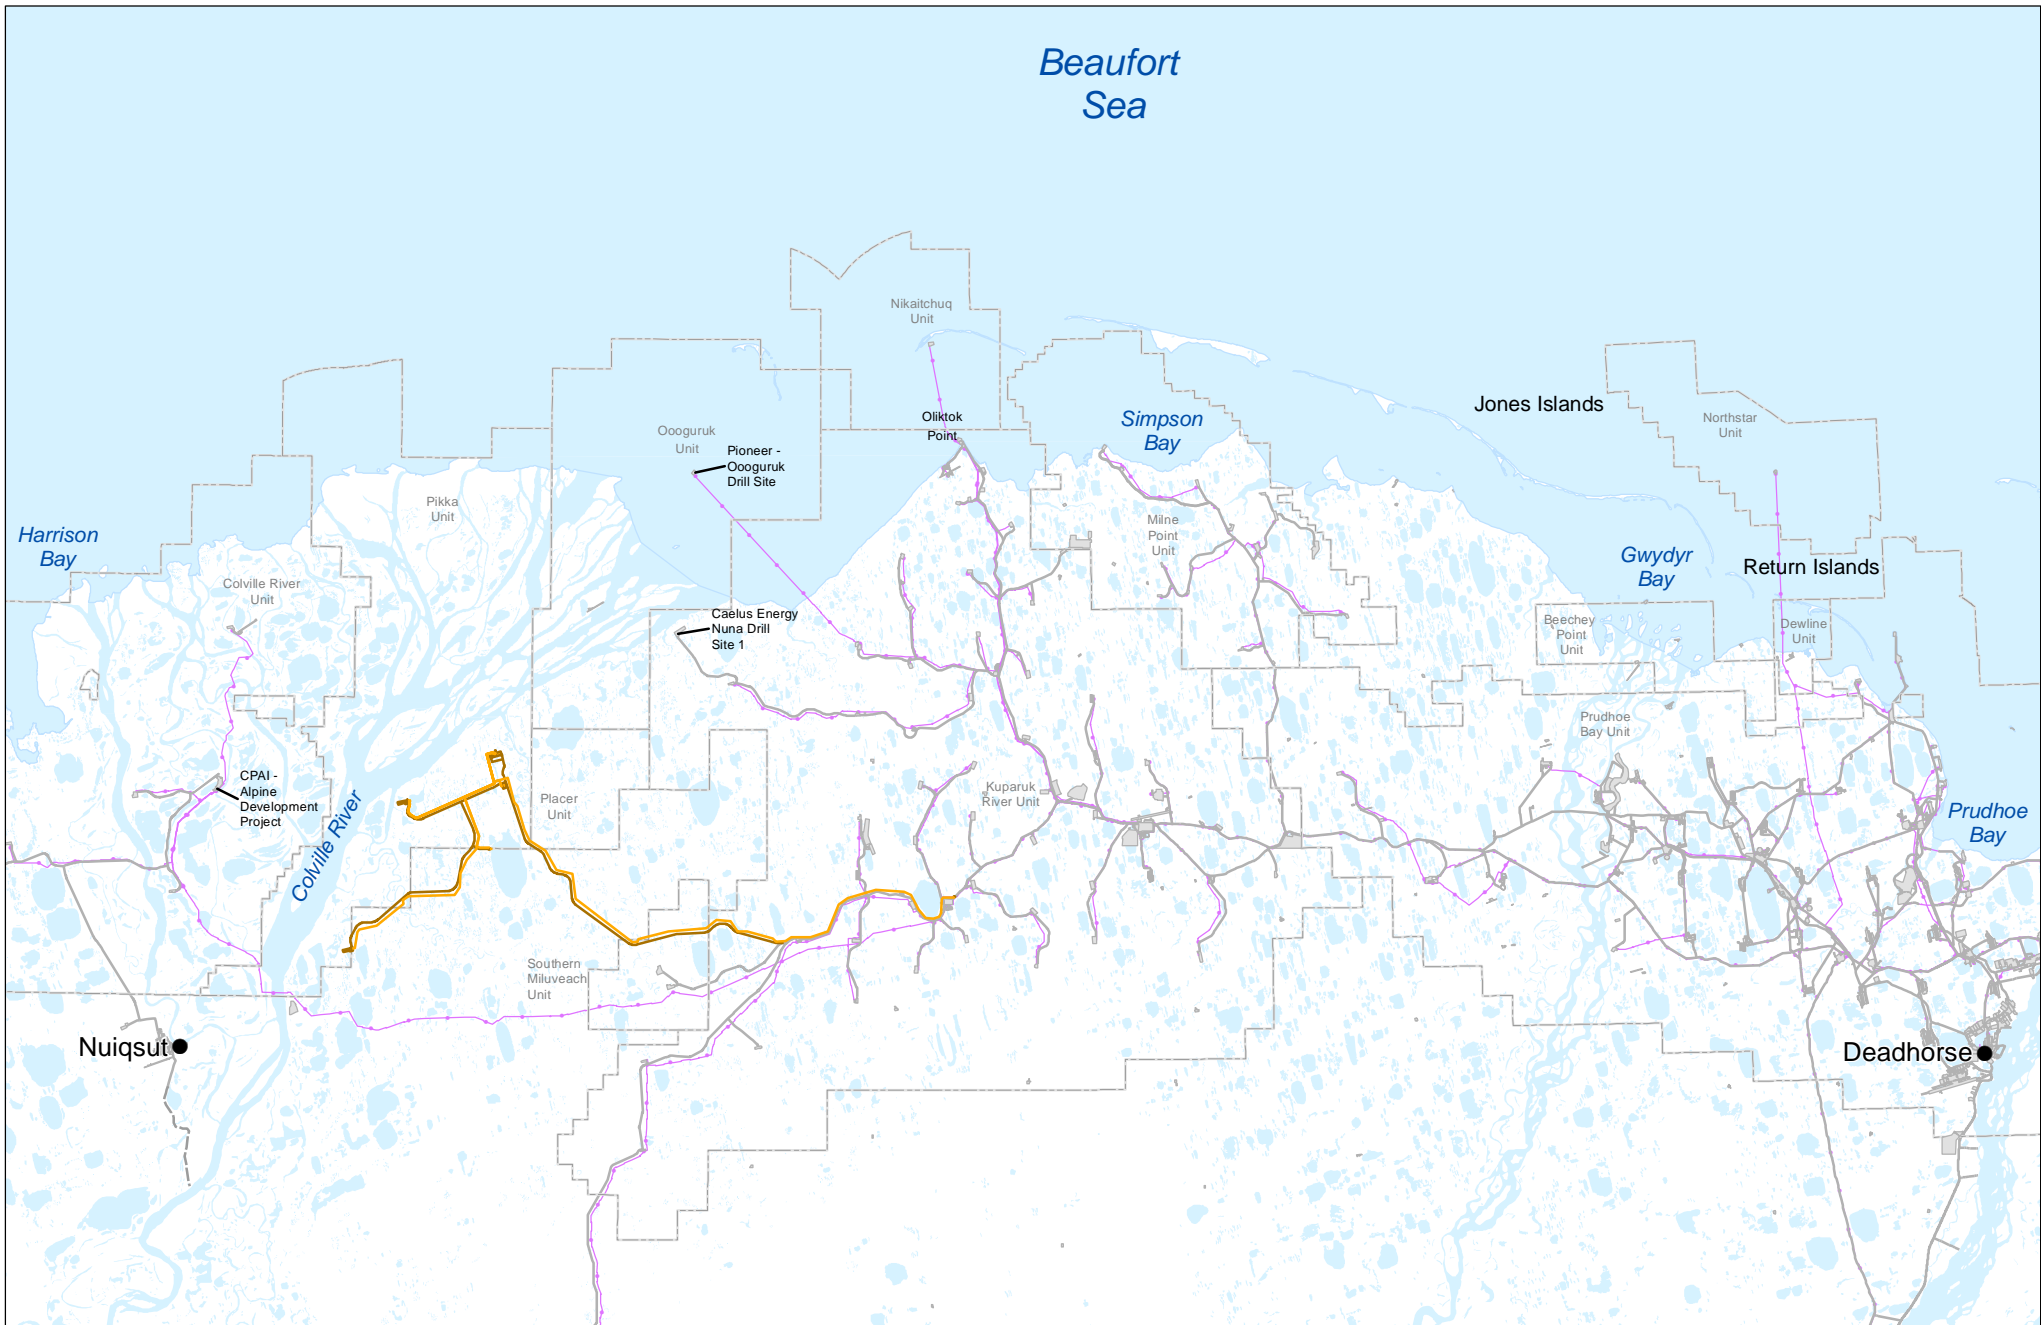 Beaufort
Sea
Nikaitchuq
Unit
Jones Islands
Northstar
Unit
Oliktok
Point
Simpson
Bay
Oooguruk
Unit
Pioneer -
Oooguruk
Drill Site
Pikka
Unit
Harrison
Bay
Milne
Point
Unit
Gwydyr
Bay
Return Islands
Colville River
Unit
Caelus Energy
Nuna Drill
Site 1
Beechey
Point
Unit
Dewline
Unit
Prudhoe
Bay Unit
CPAI -
Alpine
Development
Project
Colville River
Placer
Unit
Kuparuk
River Unit
Prudhoe
Bay
Southern
Miluveach
Unit
Nuiqsut
Deadhorse